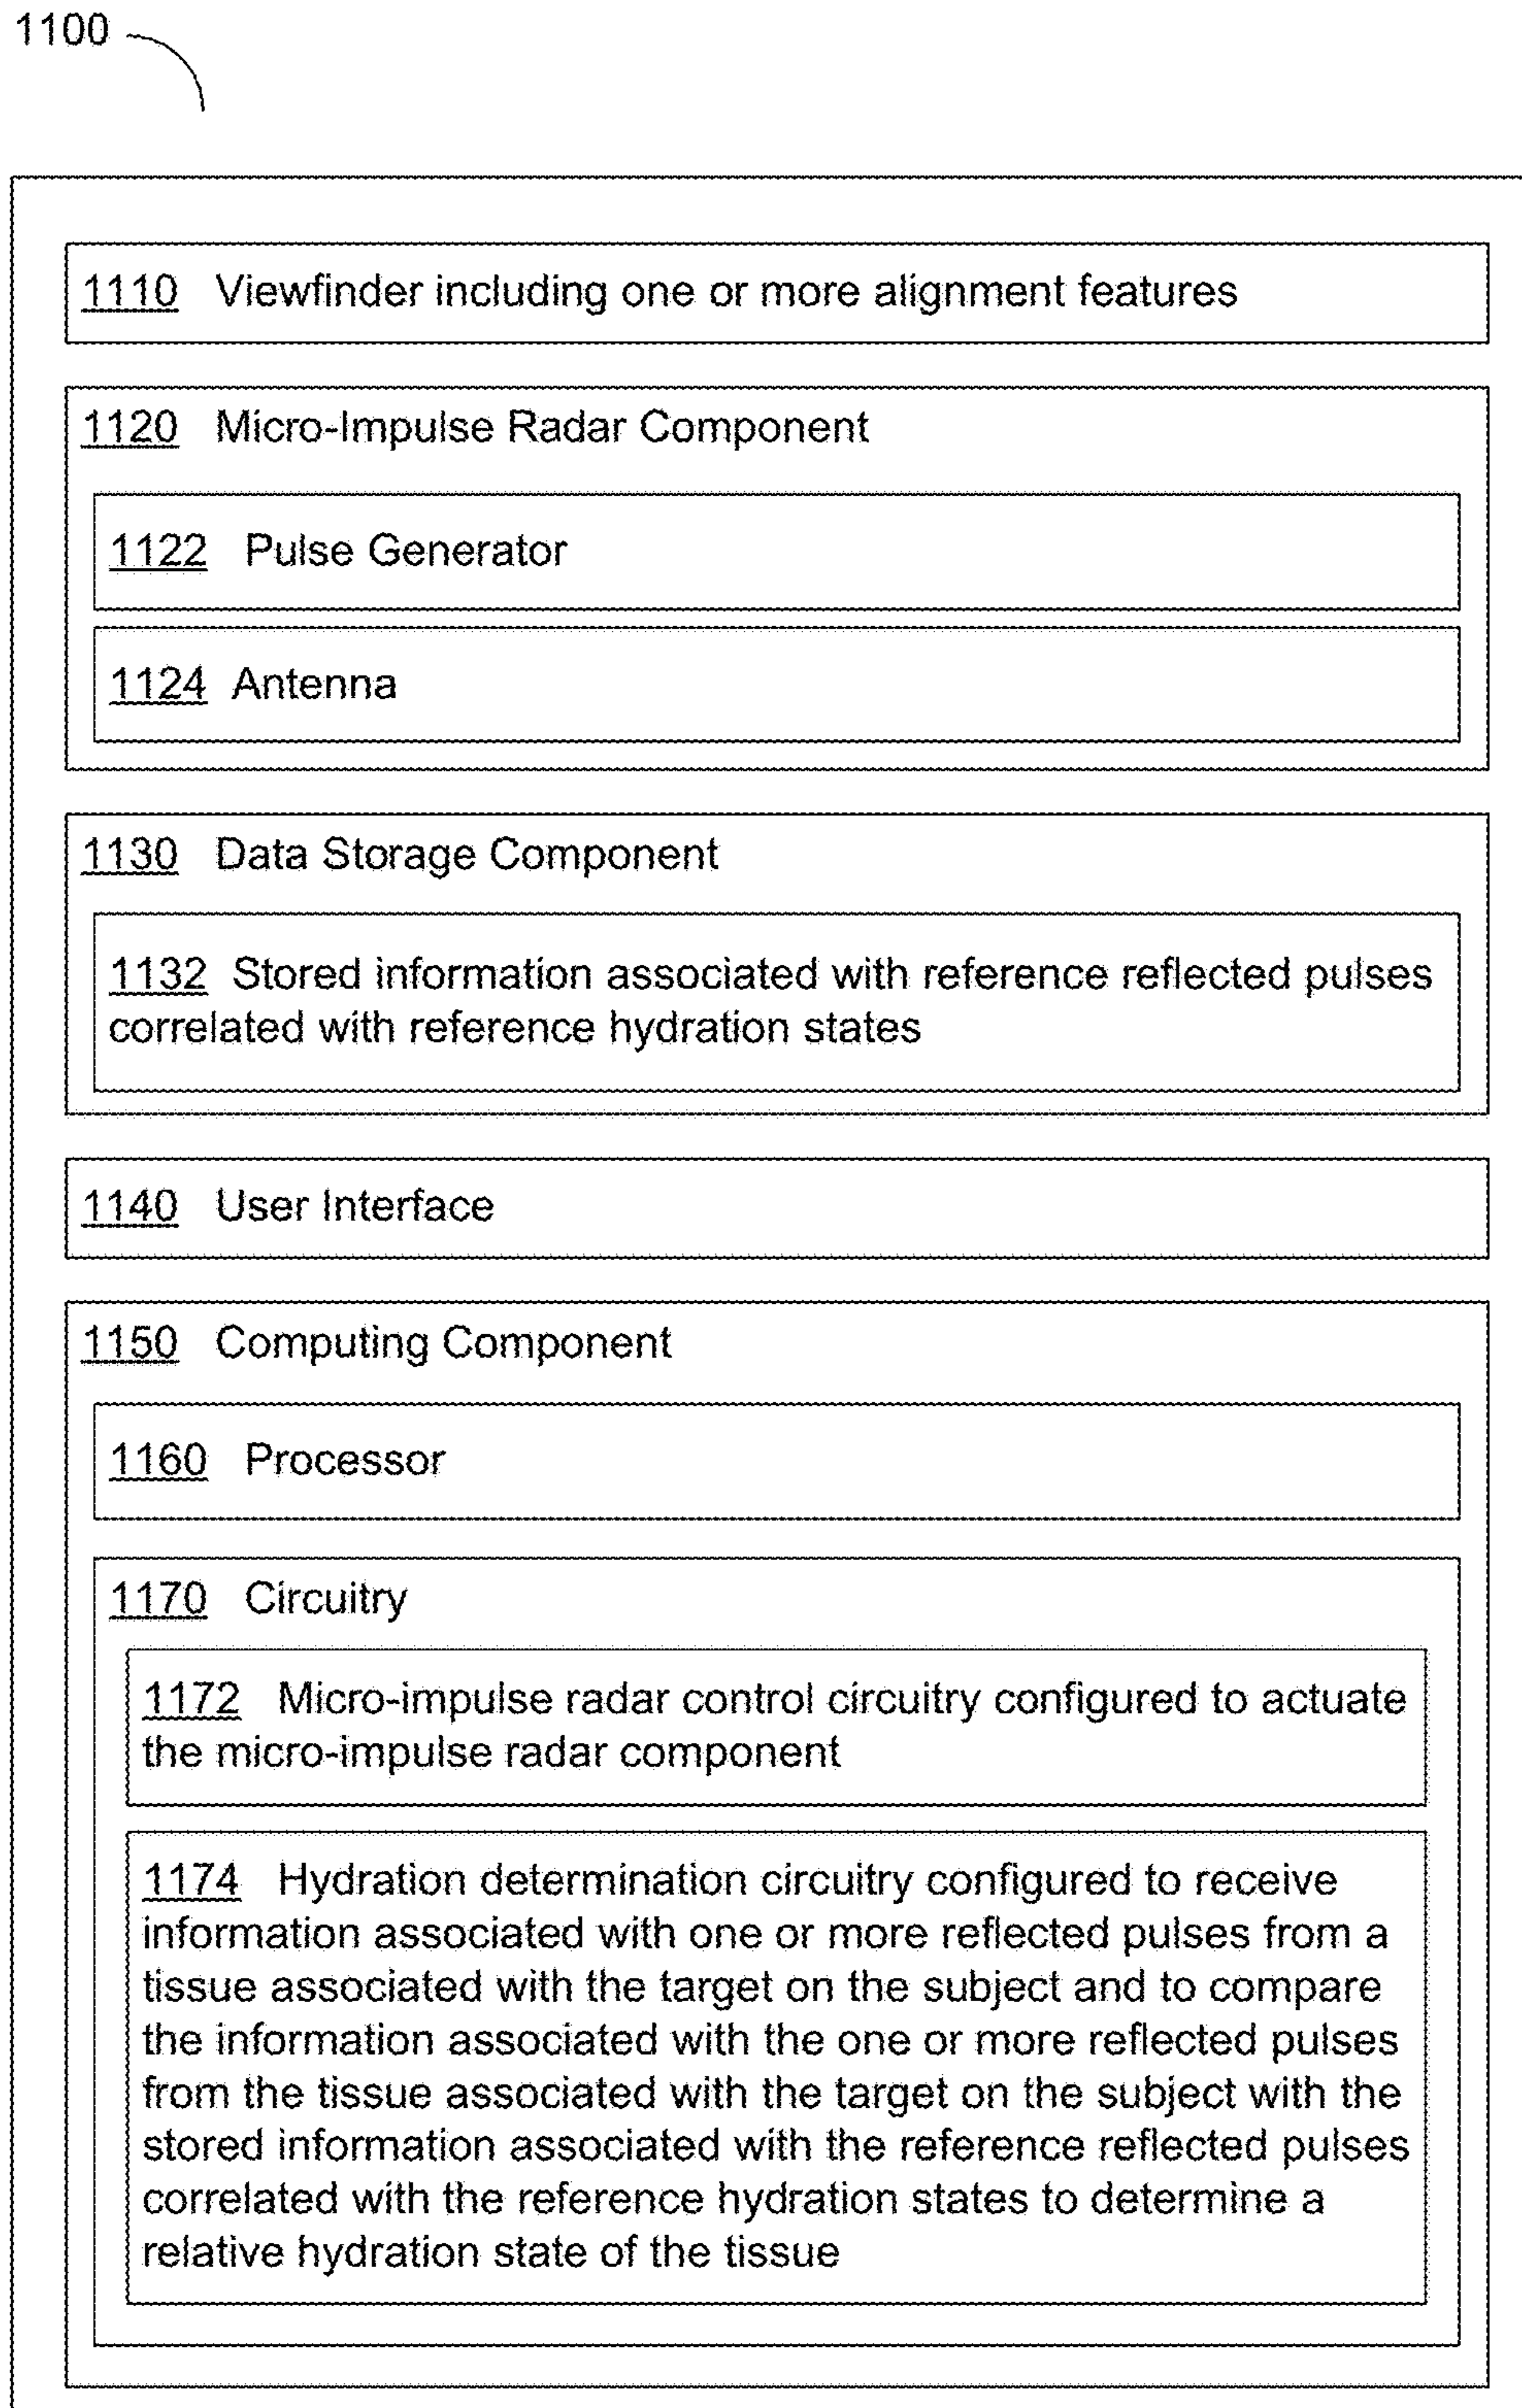 1100
1110 Viewfinder including one or more alignment features
1120 Micro-Impulse Radar Component
1122 Pulse Generator
1124 Antenna
1130 Data Storage Component
1132 Stored information associated with reference reflected pulses
correlated with reference hydration states
1140 User Interface
1150 Computing Component
1160 Processor
1170 Circuitry
1172 Micro-impulse radar control circuitry configured to actuate
the micro-impulse radar component
1174 Hydration determination circuitry configured to receive
information associated with one or more reflected pulses from a
tissue associated with the target on the subject and to compare
the information associated with the one or more reflected pulses
from the tissue associated with the target on the subject with the
stored information associated with the reference reflected pulses
correlated with the reference hydration states to determine a
relative hydration state of the tissue